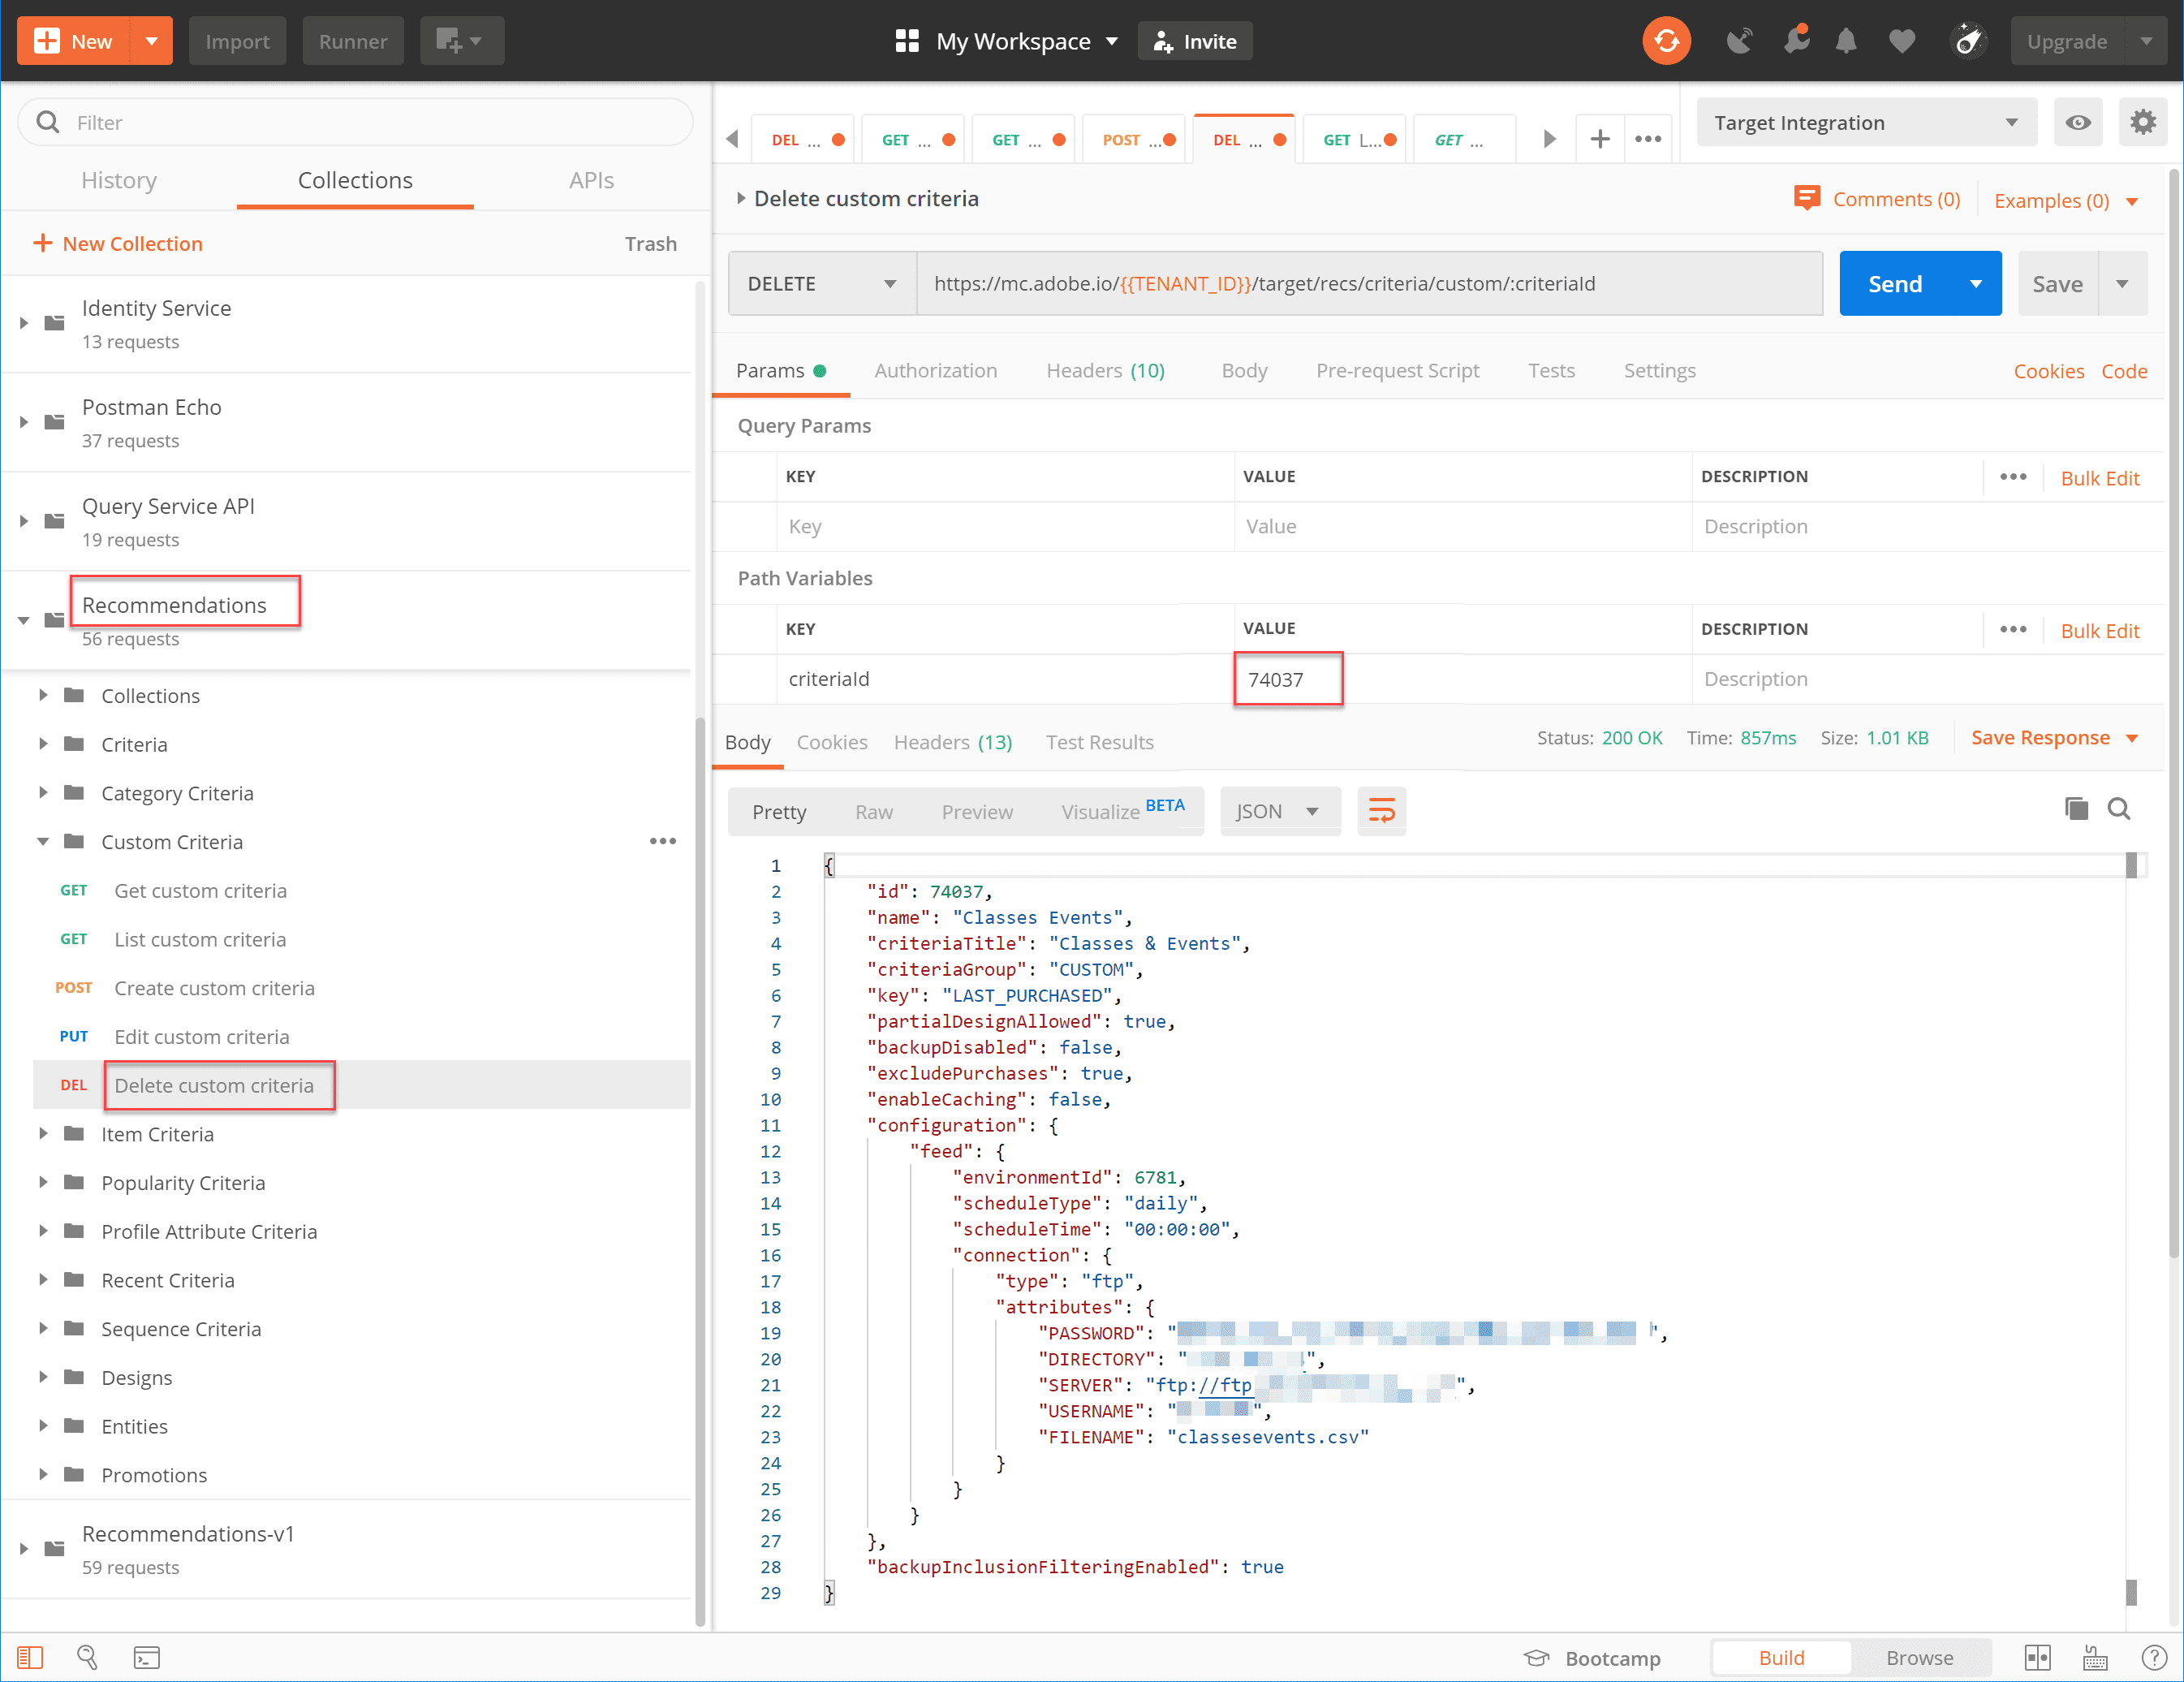 New
Import
Runner
My Workspace
Invite
Upgrade
Filter
History
Collections
APIs
New Collection
Trash
Identity Service
13 requests
Postman Echo
37 requests
Query Service API
19 requests
Recommendations
56 requests
Collections
Criteria
Category Criteria
Custom Criteria
GET Get custom criteria
GET List custom criteria
POST Create custom criteria
PUT Edit custom criteria
DEL Delete custom criteria
Item Criteria
Popularity Criteria
Profile Attribute Criteria
Recent Criteria
Sequence Criteria
Designs
Entities
Promotions
Recommendations-v1
59 requests
DEL ...
GET ...
GET ...
POST ...
DEL ...
GET L...
GET ...
Target Integration
Delete custom criteria
Comments (0)
Examples (0)
DELETE
https://mc.adobe.io/{{TENANT_ID}}/target/recs/criteria/custom/:criteriaId
Send
Save
Params
Authorization
Headers (10)
Body
Pre-request Script
Tests
Settings
Cookies
Code
Query Params
KEY
VALUE
DESCRIPTION
Bulk Edit
Key
Value
Description
Path Variables
KEY
VALUE
DESCRIPTION
Bulk Edit
criteriaId
74037
Description
Body
Cookies
Headers (13)
Test Results
Status: 200 OK
Time: 857ms
Size: 1.01 KB
Save Response
Pretty
Raw
Preview
Visualize BETA
JSON
1 {
2 "id": 74037,
3 "name": "Classes Events",
4 "criteriaTitle": "Classes & Events",
5 "criteriaGroup": "CUSTOM",
6 "key": "LAST_PURCHASED",
7 "partialDesignAllowed": true,
8 "backupDisabled": false,
9 "excludePurchases": true,
10 "enableCaching": false,
11 "configuration": {
12 "feed": {
13 "environmentId": 6781,
14 "scheduleType": "daily",
15 "scheduleTime": "00:00:00",
16 "connection": {
17 "type": "ftp",
18 "attributes": {
19 "PASSWORD": "",
20 "DIRECTORY": "",
21 "SERVER": "ftp://ftp",
22 "USERNAME": "",
23 "FILENAME": "classesevents.csv"
24 }
25 }
26 }
27 },
28 "backupInclusionFilteringEnabled": true
29 }
Bootcamp
Build
Browse